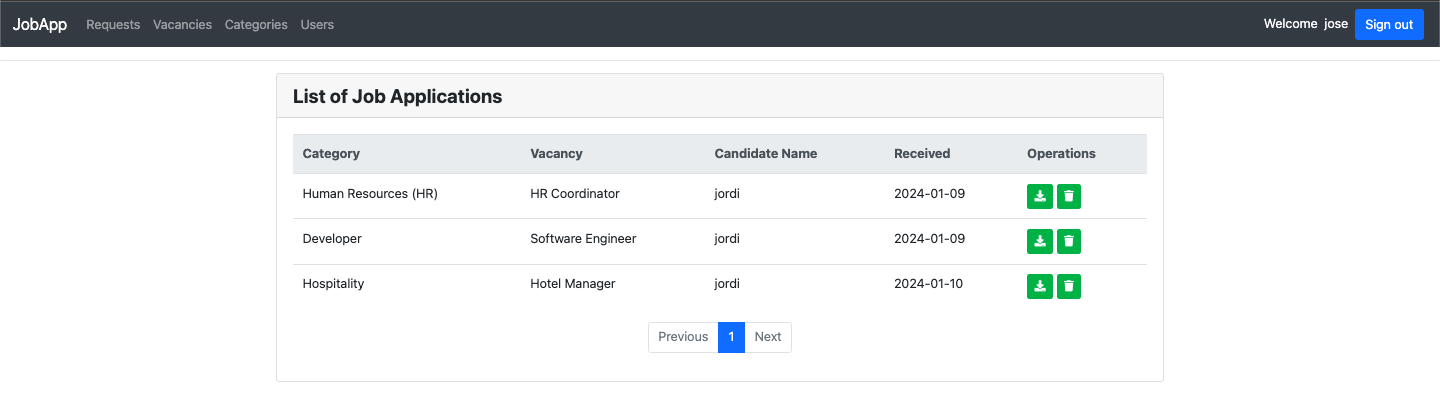 JobApp Requests Vacancies Categories Users Welcome jose Sign out
List of Job Applications
Category Vacancy Candidate Name Received Operations
Human Resources (HR) HR Coordinator jordi 2024-01-09
Developer Software Engineer jordi 2024-01-09
Hospitality Hotel Manager jordi 2024-01-10
Previous 1 Next